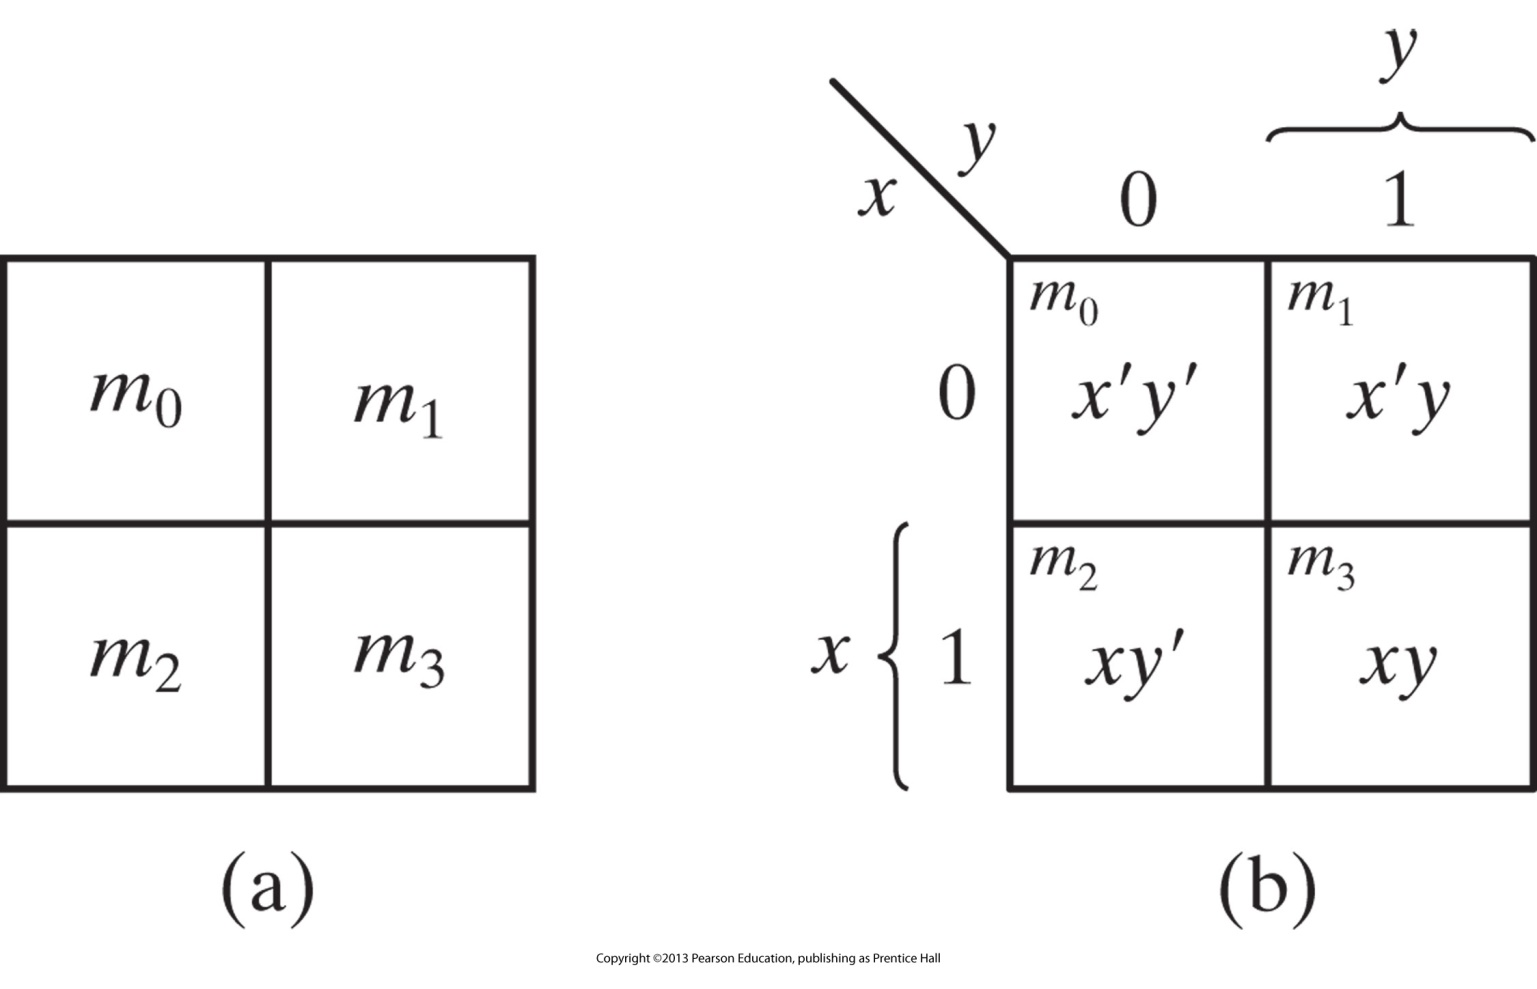 m₀ m₁
m₂ m₃
(a)
y
y
x
0 1
m₀ m₁
0 x′y′ x′y
m₂ m₃
x 1 xy′ xy
(b)
Copyright ©2013 Pearson Education, publishing as Prentice Hall